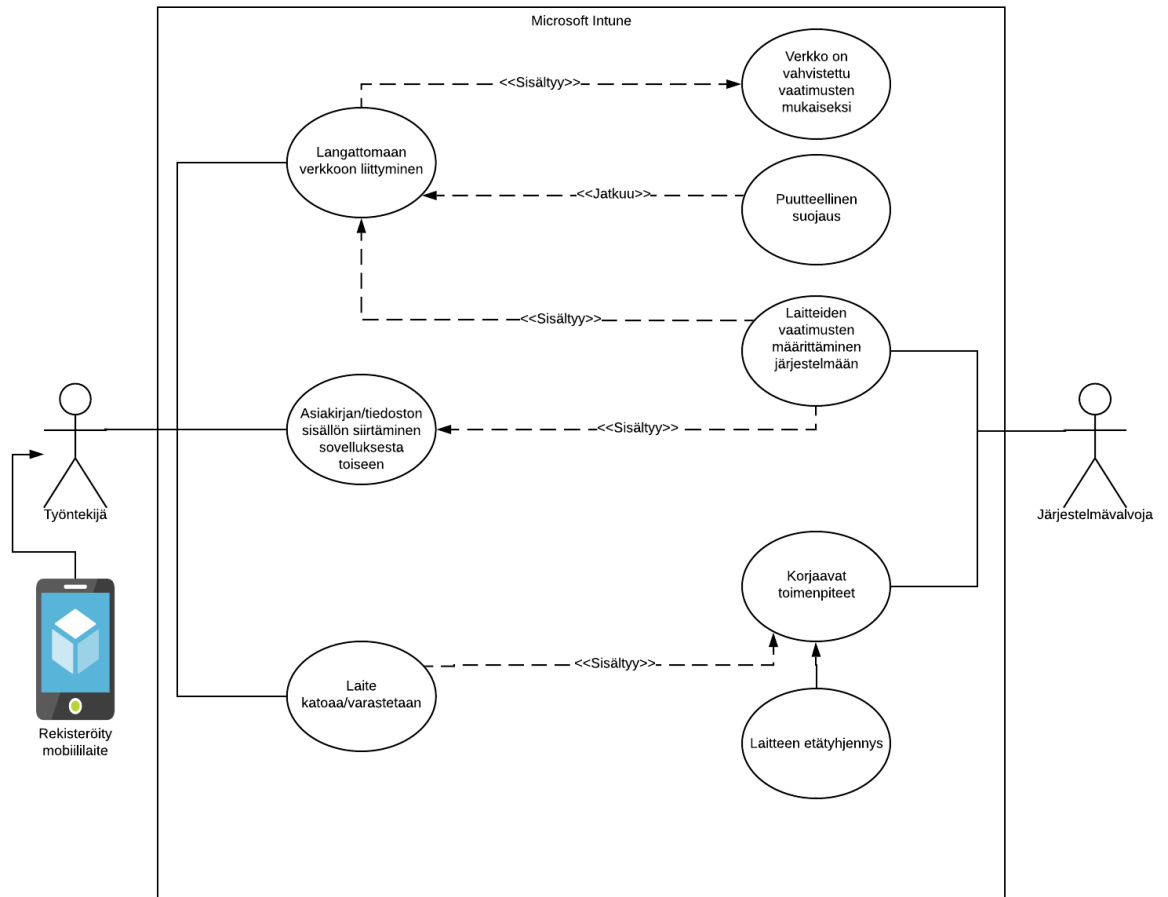 Microsoft Intune
<<Sisältyy>>
Verkko on
vahvistettu
vaatimusten
mukaiseksi
Langattomaan
verkkoon liittyminen
<<Jatkuu>>
Puutteellinen
suojaus
<<Sisältyy>>
Laitteiden
vaatimusten
määrittäminen
järjestelmään
Asiakirjan/tiedoston
sisällön siirtäminen
sovelluksesta
toiseen
<<Sisältyy>>
Työntekijä
Järjestelmävalvoja
Korjaavat
toimenpiteet
<<Sisältyy>>
Laite
katoaa/varastetaan
Rekisteröity
mobiililaite
Laitteen etätyhjennys